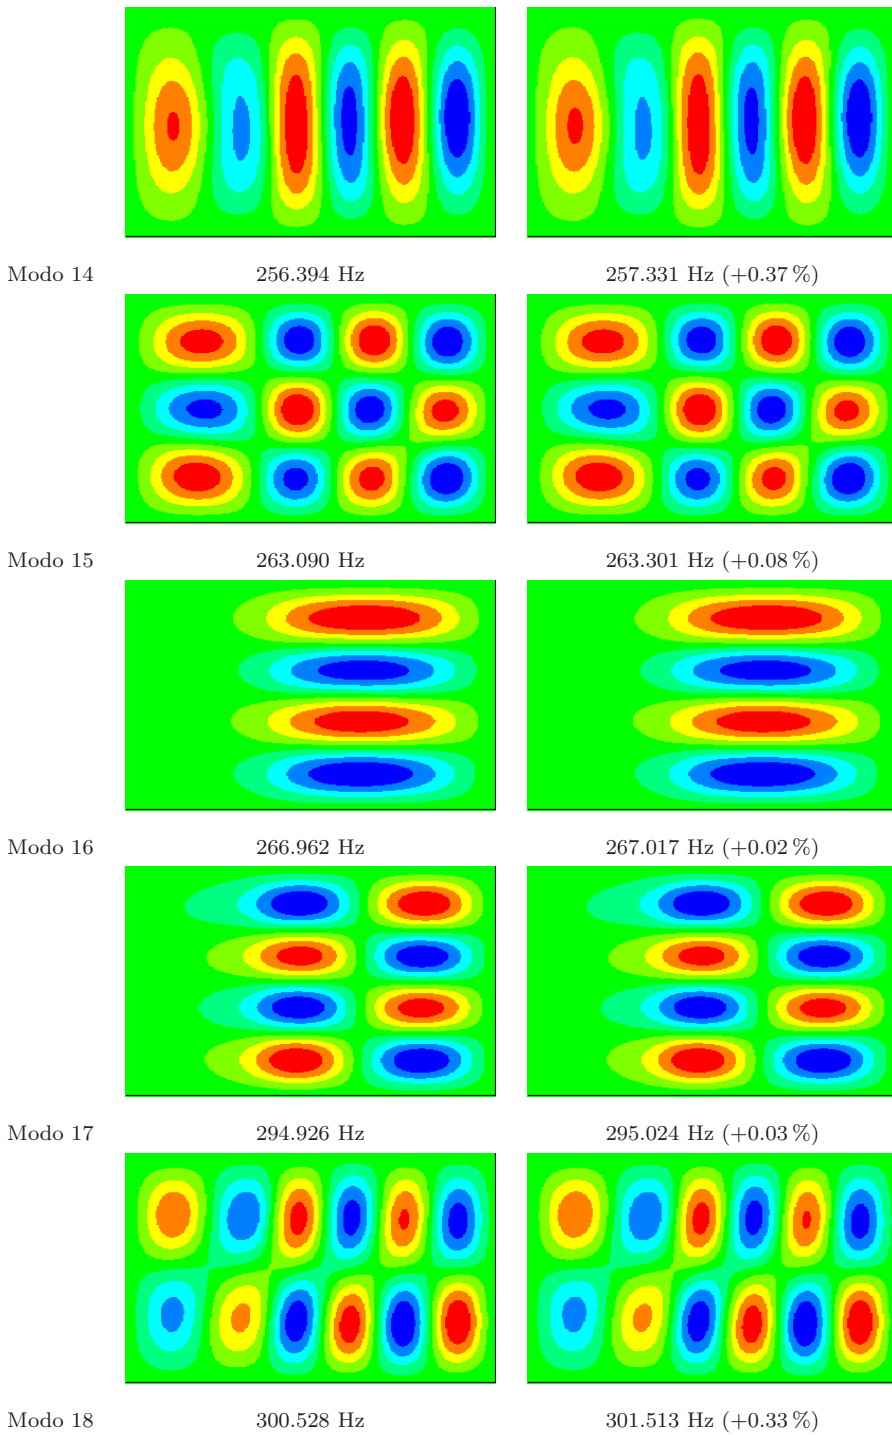 Modo 14 256.394 Hz 257.331 Hz (+0.37 %)
Modo 15 263.090 Hz 263.301 Hz (+0.08 %)
Modo 16 266.962 Hz 267.017 Hz (+0.02 %)
Modo 17 294.926 Hz 295.024 Hz (+0.03 %)
Modo 18 300.528 Hz 301.513 Hz (+0.33 %)